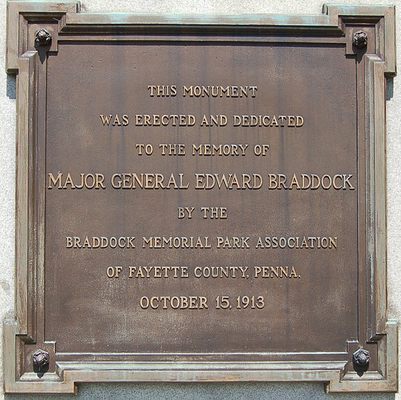 THIS MONUMENT
WAS ERECTED AND DEDICATED
TO THE MEMORY OF
MAJOR GENERAL EDWARD BRADDOCK
BY THE
BRADDOCK MEMORIAL PARK ASSOCIATION
OF FAYETTE COUNTY, PENNA.
OCTOBER 15, 1913